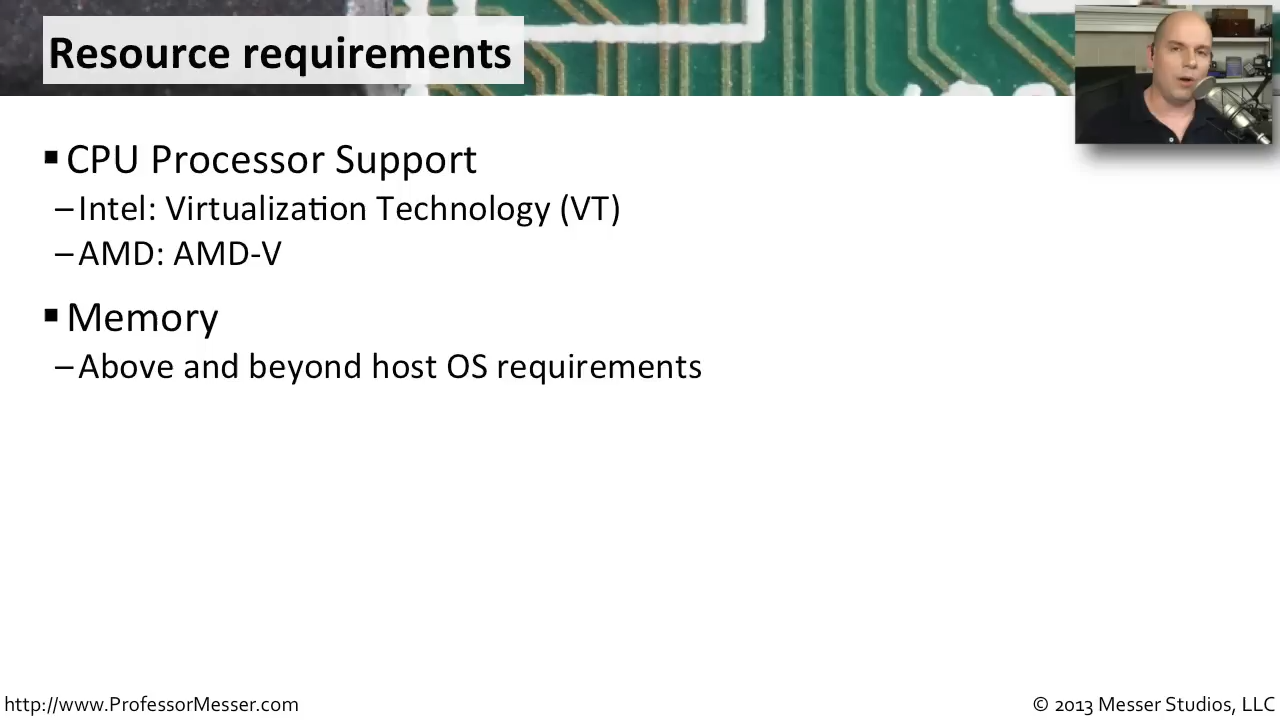 Resource requirements
▪ CPU Processor Support
– Intel: Virtualization Technology (VT)
– AMD: AMD-V
▪ Memory
– Above and beyond host OS requirements
http://www.ProfessorMesser.com
© 2013 Messer Studios, LLC